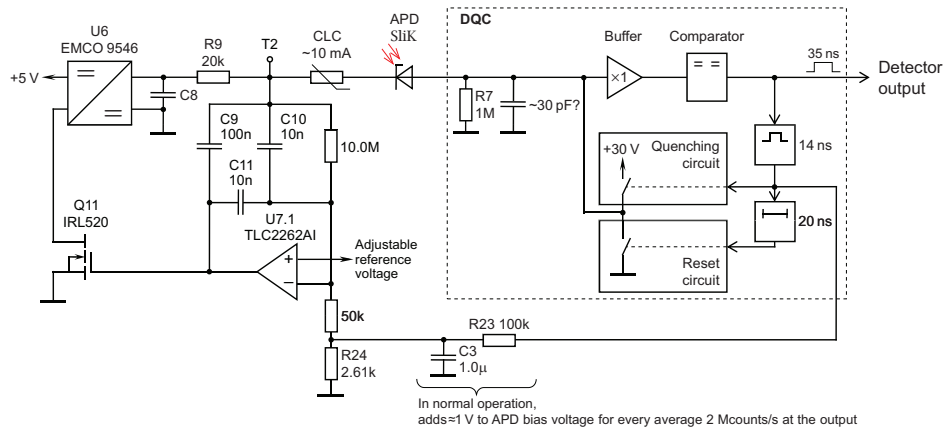 U6
EMCO 9546
+5 V
R9
20k
T2
CLC
~10 mA
APD
SliK
DQC
Buffer
Comparator
×1
35 ns
Detector
output
C8
C9
100n
C10
10n
10.0M
R7
1M
~30 pF?
14 ns
+30 V
Quenching
circuit
C11
10n
Q11
IRL520
U7.1
TLC2262AI
20 ns
Adjustable
reference
voltage
+
−
Reset
circuit
50k
R23 100k
R24
2.61k
C3
1.0µ
In normal operation,
adds≈1 V to APD bias voltage for every average 2 Mcounts/s at the output